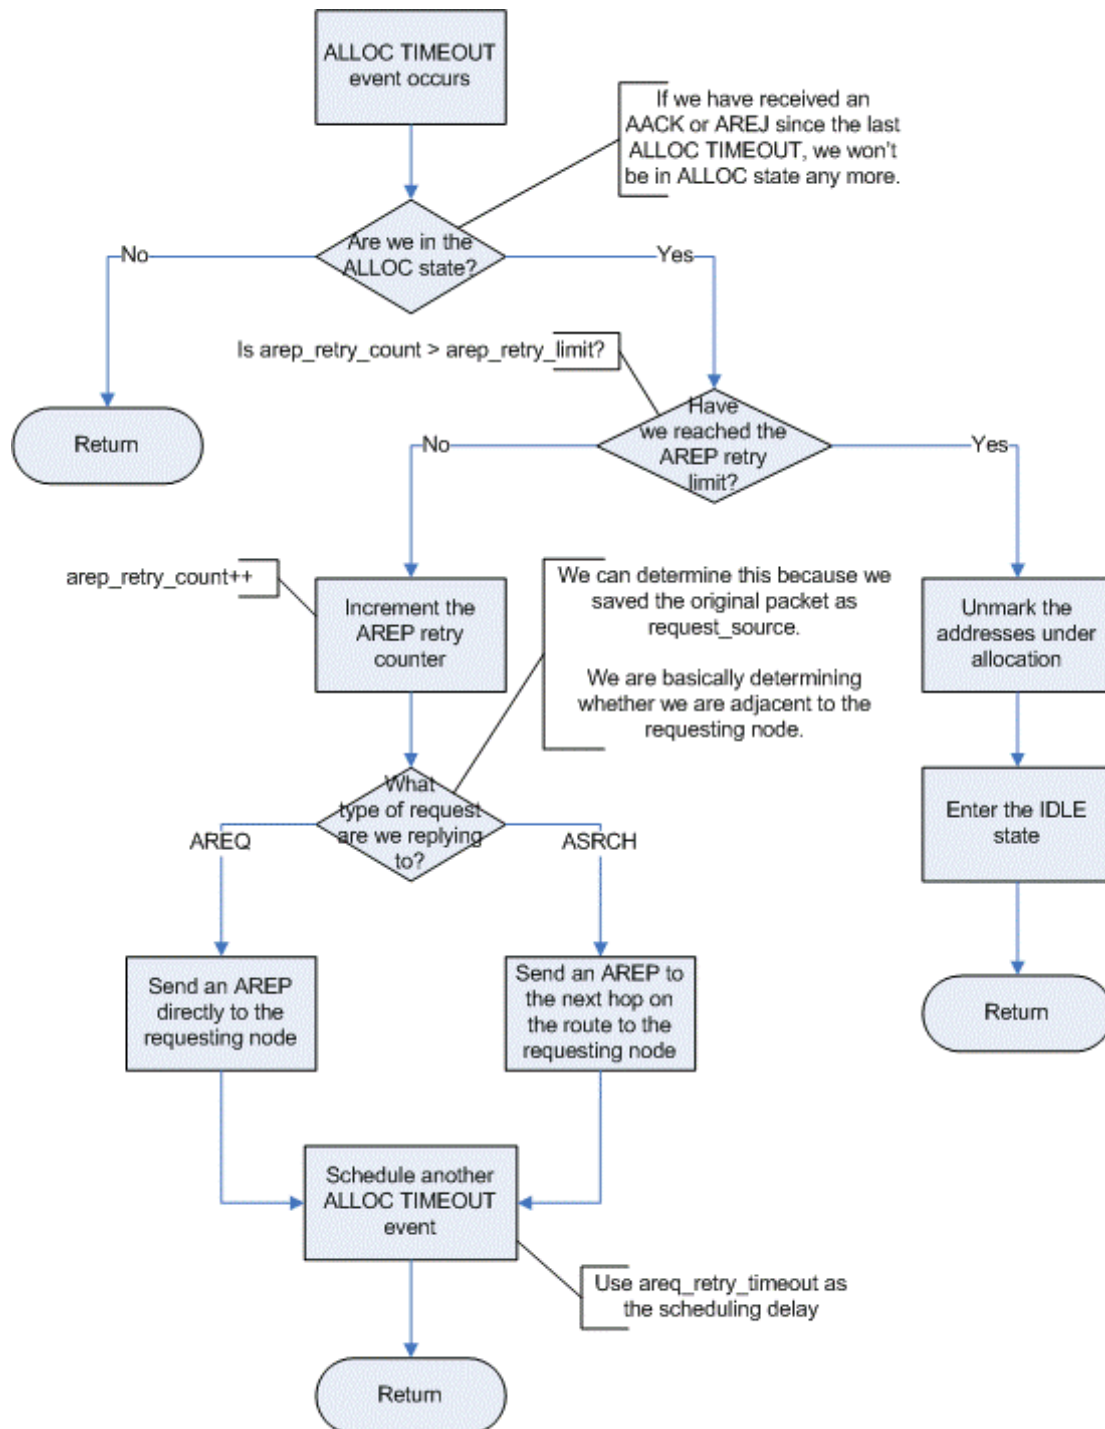 ALLOC TIMEOUT
event occurs
If we have received an
AACK or AREJ since the last
ALLOC TIMEOUT, we won't
be in ALLOC state any more.
Are we in the
ALLOC state?
No
Yes
Is arep_retry_count > arep_retry_limit?
Return
Have
we reached the
AREP retry
limit?
No
Yes
arep_retry_count++
Increment the
AREP retry
counter
We can determine this because we
saved the original packet as
request_source.
We are basically determining
whether we are adjacent to the
requesting node.
Unmark the
addresses under
allocation
What
type of request
are we replying
to?
AREQ
ASRCH
Enter the IDLE
state
Send an AREP
directly to the
requesting node
Send an AREP to
the next hop on
the route to the
requesting node
Return
Schedule another
ALLOC TIMEOUT
event
Use areq_retry_timeout as
the scheduling delay
Return